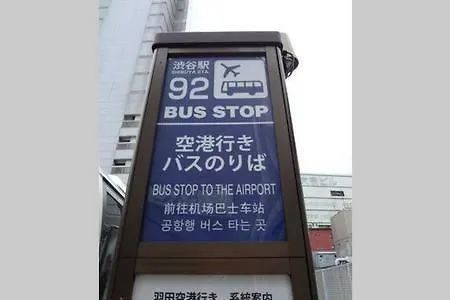 渋谷駅
SHIBUYA STA
92
BUS STOP
空港行き
バスのりば
BUS STOP TO THE AIRPORT
前往机场巴士车站
공항행 버스 타는 곳
羽田空港行き 系統案内